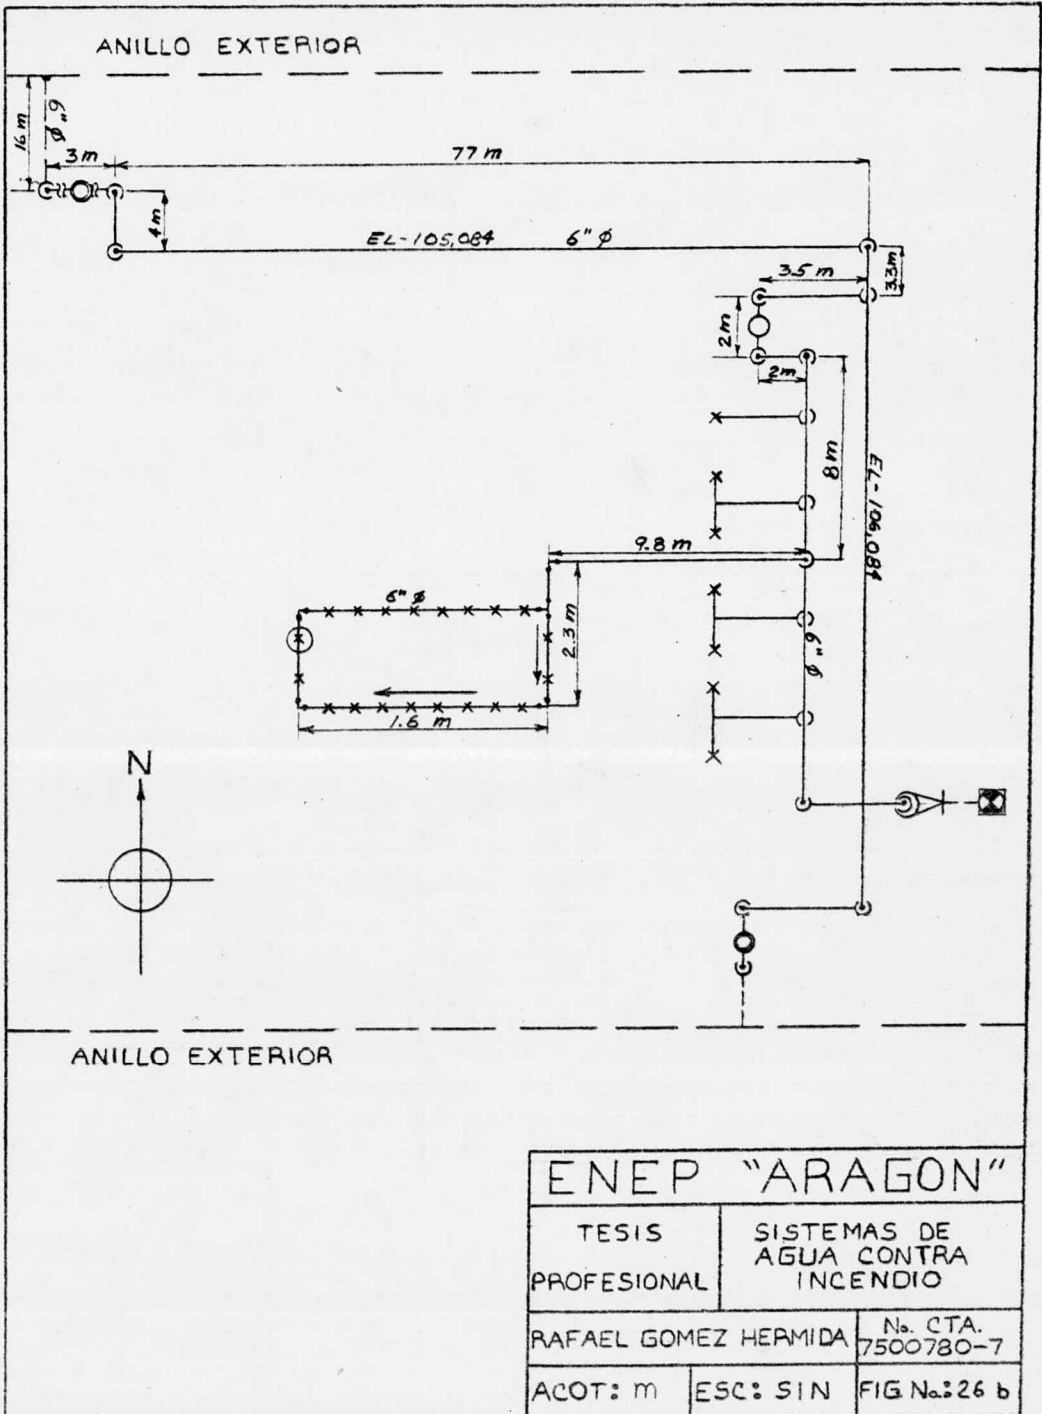 ANILLO EXTERIOR
16 m
6" ø
3 m
77 m
4 m
EL-105,084 6" ø
3.5 m
3.3 m
2 m
2 m
8 m
EL-106,084
9.8 m
6" ø
2.3 m
6" ø
1.6 m
N
ANILLO EXTERIOR
ENEP "ARAGON"
TESIS
PROFESIONAL
SISTEMAS DE
AGUA CONTRA
INCENDIO
RAFAEL GOMEZ HERMIDA
No. CTA.
7500780-7
ACOT: m
ESC: SIN
FIG No: 26 b